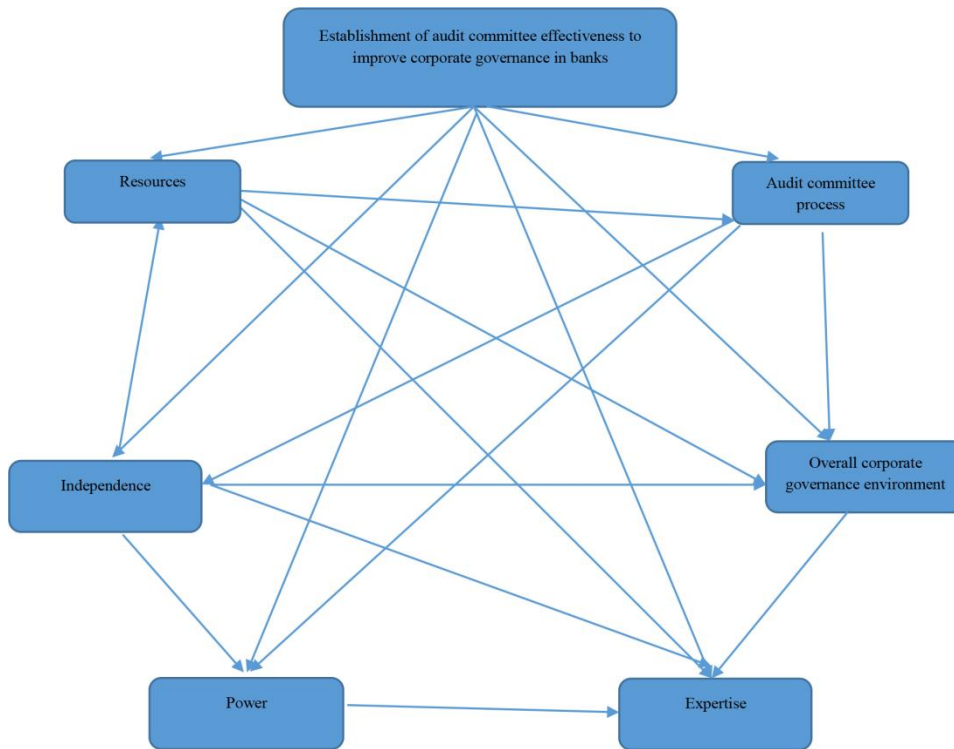 Establishment of audit committee effectiveness to
improve corporate governance in banks
Resources
Audit committee
process
Independence
Overall corporate
governance environment
Power
Expertise